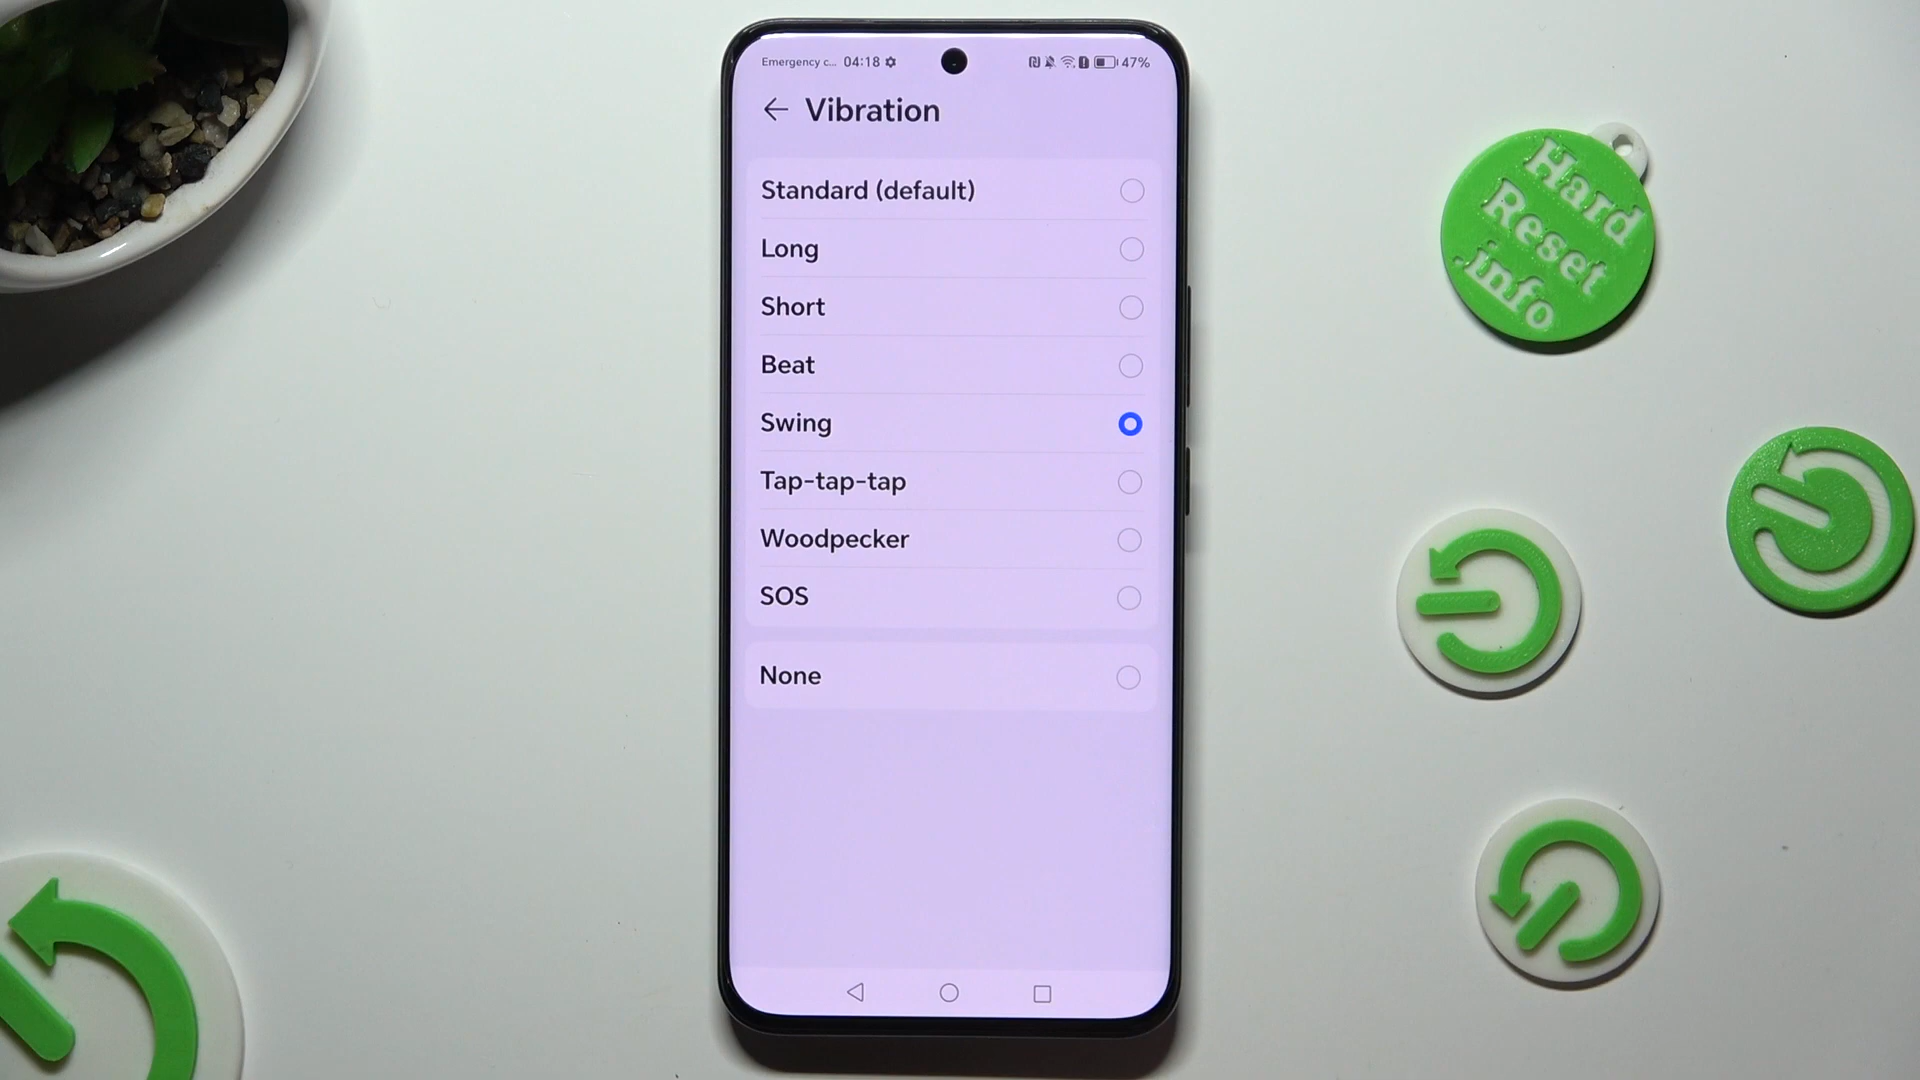 Emergency c... 04:18 47%
Vibration
Standard (default)
Long
Short
Beat
Swing
Tap-tap-tap
Woodpecker
SOS
None
Hard
Reset
.info